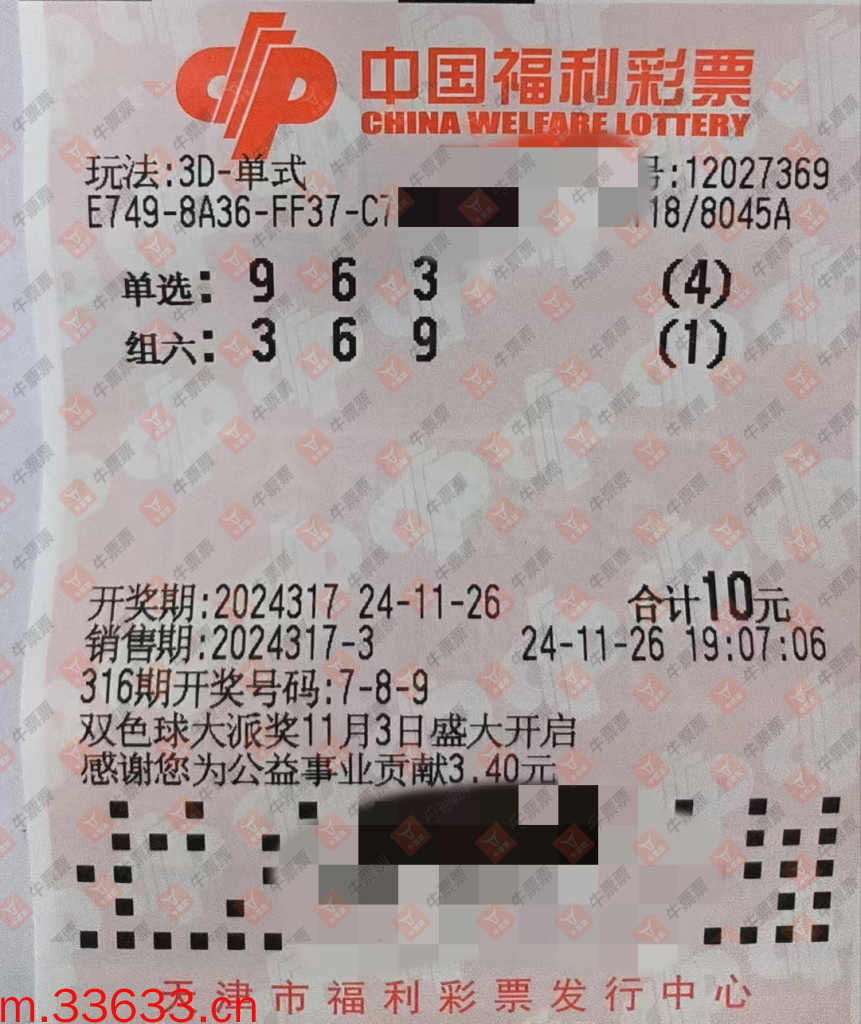 中国福利彩票
CHINA WELFARE LOTTERY
玩法:3D-单式 号:12027369
E749-8A36-FF37-C7 18/8045A
单选: 9 6 3 (4)
组六: 3 6 9 (1)
开奖期:2024317 24-11-26 合计10元
销售期:2024317-3 24-11-26 19:07:06
316期开奖号码:7-8-9
双色球大派奖11月3日盛大开启
感谢您为公益事业贡献3.40元
天津市福利彩票发行中心
m.33633.cn
牛票票